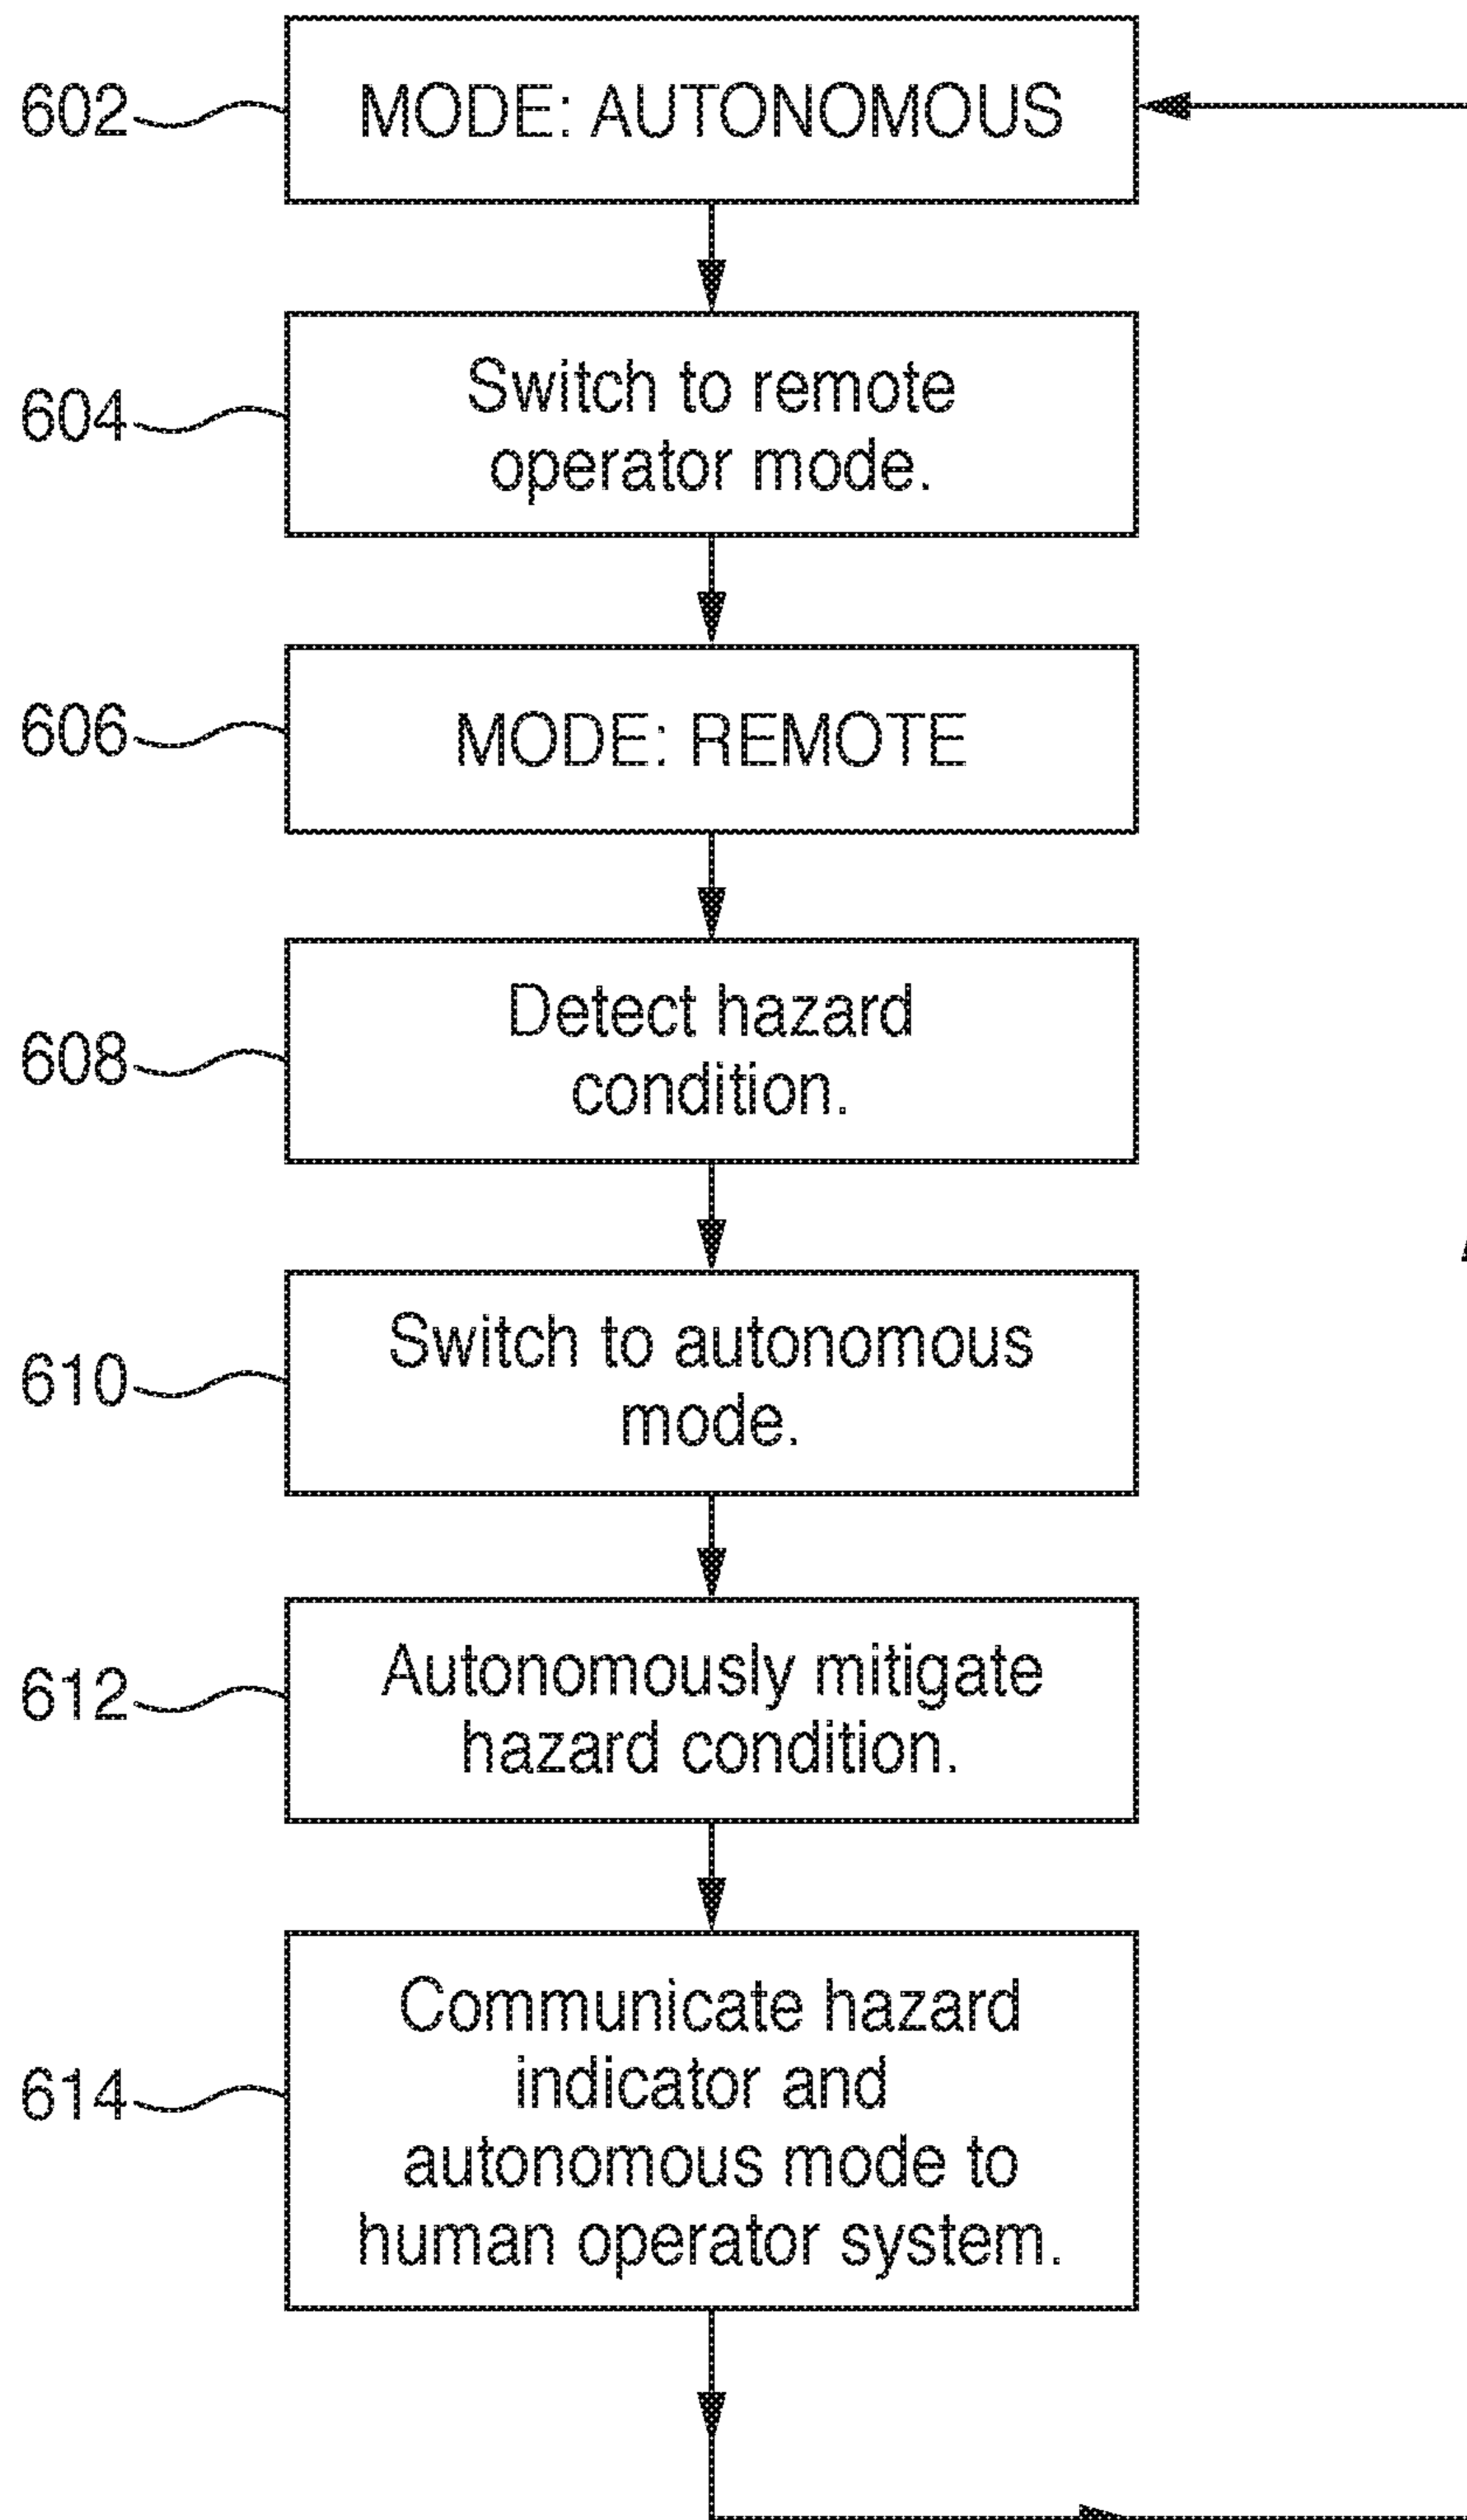 602
MODE: AUTONOMOUS
604
Switch to remote
operator mode.
606
MODE: REMOTE
608
Detect hazard
condition.
610
Switch to autonomous
mode.
612
Autonomously mitigate
hazard condition.
614
Communicate hazard
indicator and
autonomous mode to
human operator system.